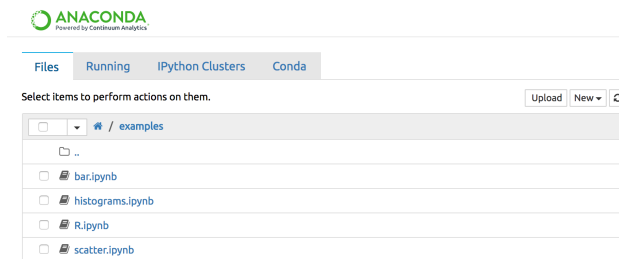 ANACONDA
Powered by Continuum Analytics
Files Running IPython Clusters Conda
Select items to perform actions on them. Upload New
/ examples
..
bar.ipynb
histograms.ipynb
R.ipynb
scatter.ipynb